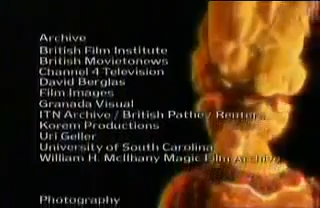 Archive
British Film Institute
British Movietonews
Channel 4 Television
David Berglas
Film Images
Granada Visual
ITN Archive / British Pathe / Reuters
Korem Productions
Uri Geller
University of South Carolina
William H. McIlhany Magic Film Archive
Photography